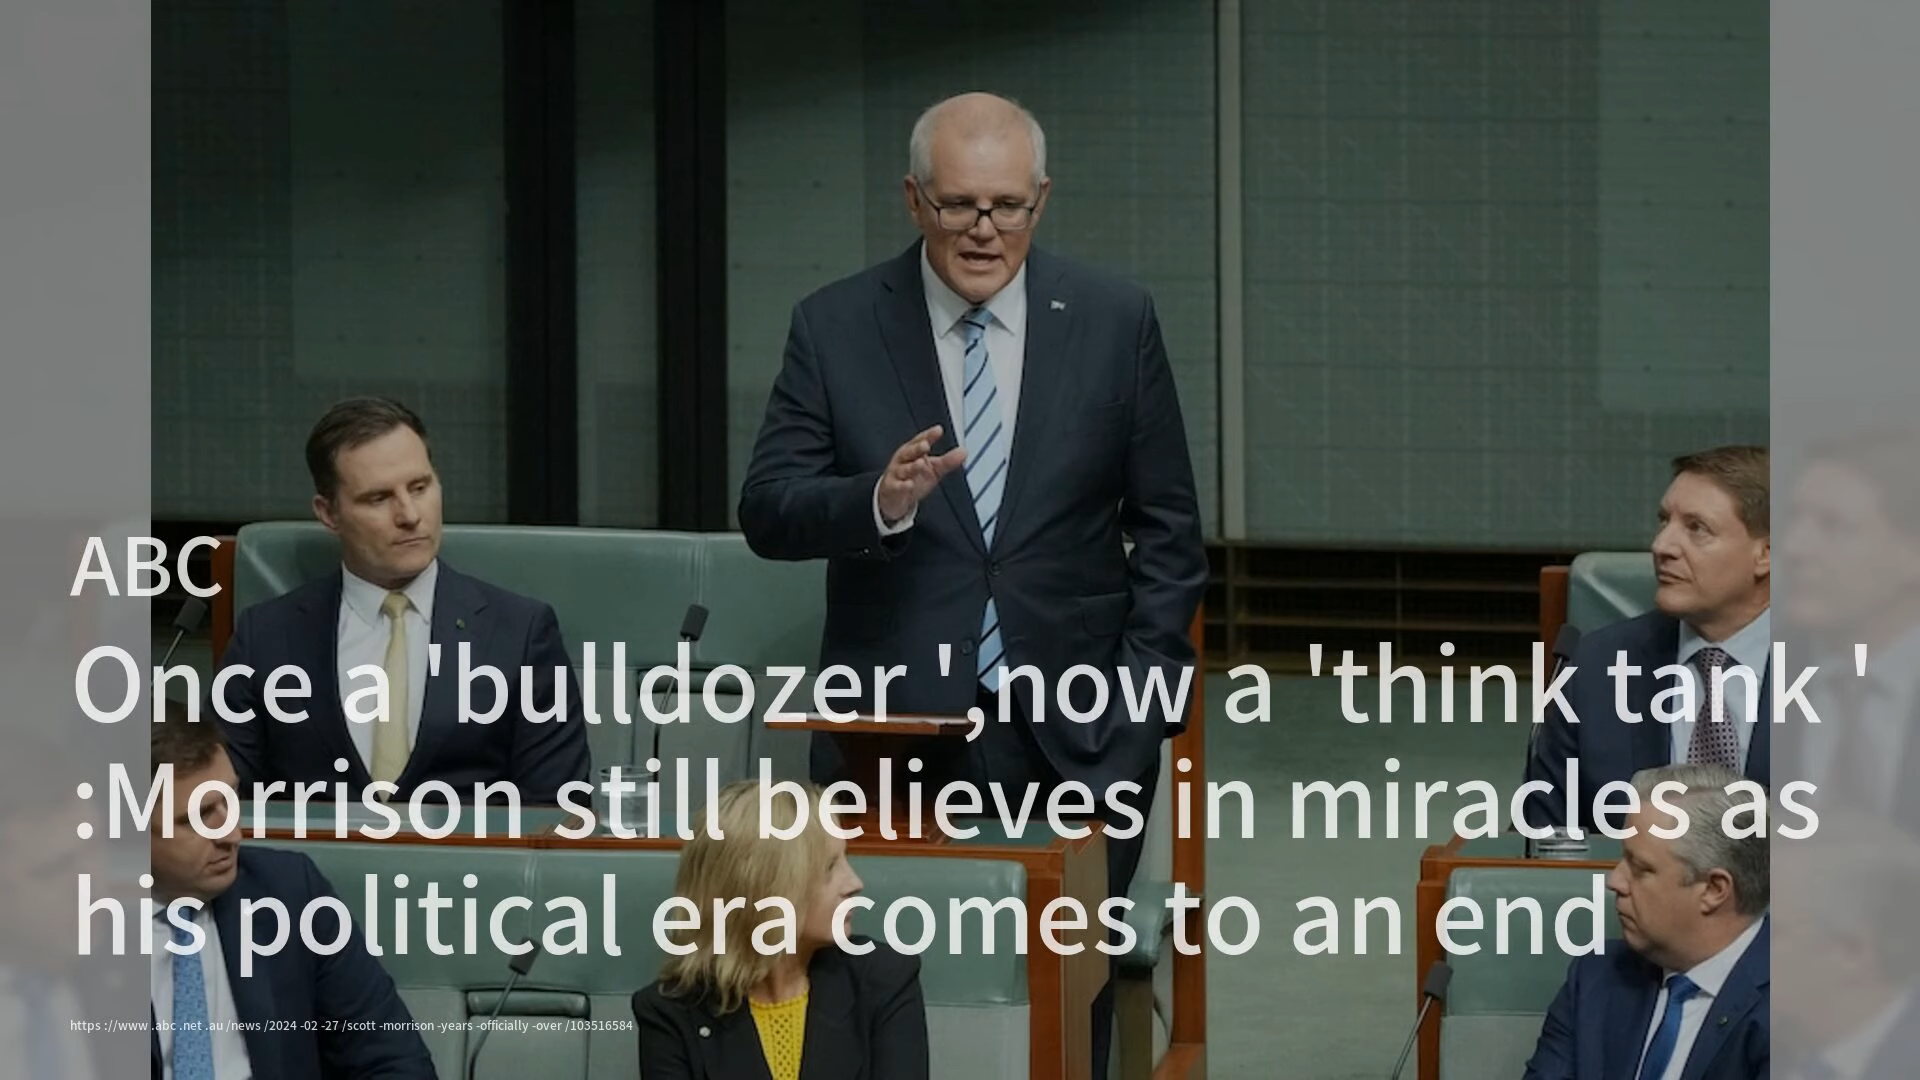 ABC
Once a 'bulldozer ',now a 'think tank '
:Morrison still believes in miracles as
his political era comes to an end
https ://www .abc .net .au /news /2024 -02 -27 /scott -morrison -years -officially -over /103516584